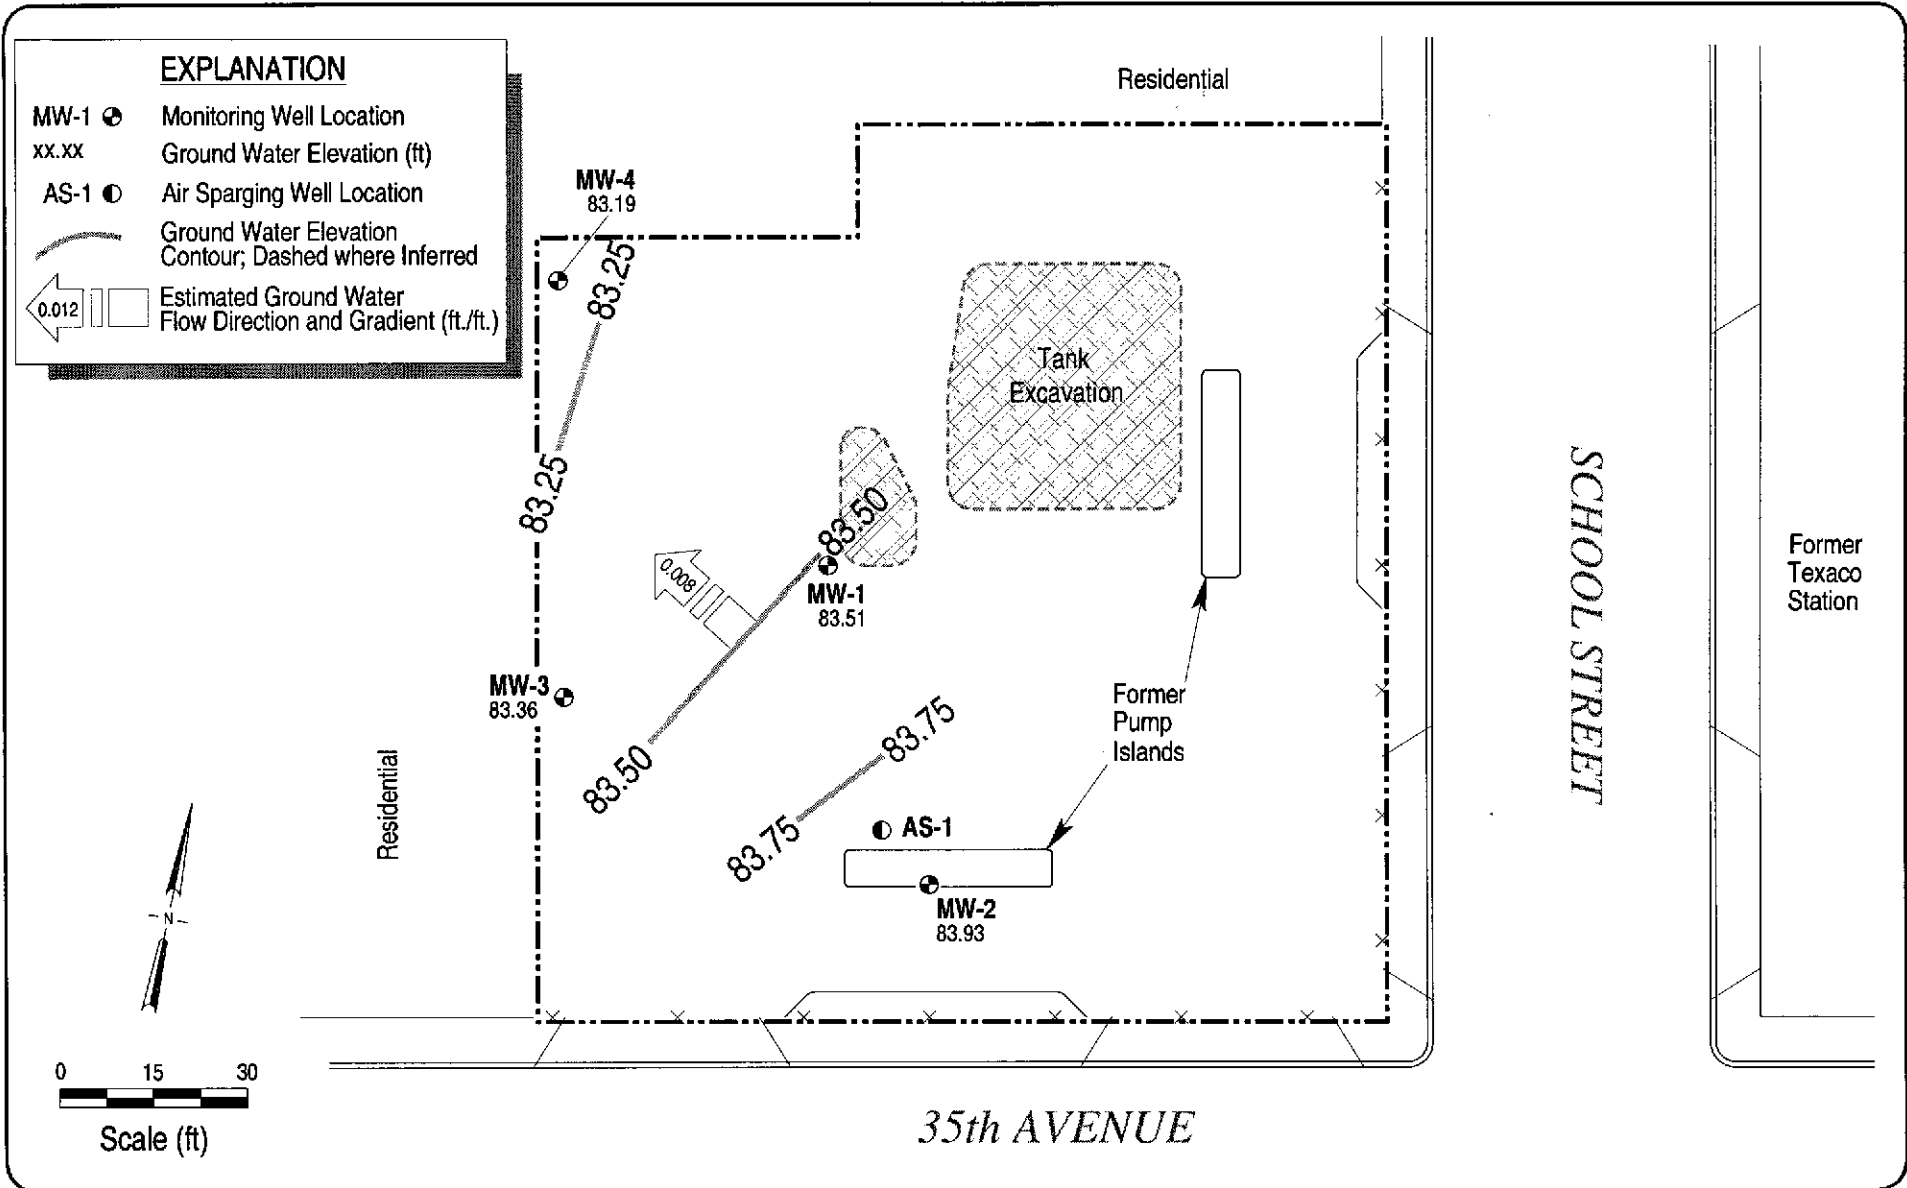 EXPLANATION
MW-1 Monitoring Well Location
xx.xx Ground Water Elevation (ft)
AS-1 Air Sparging Well Location
Ground Water Elevation
Contour; Dashed where Inferred
0.012
Estimated Ground Water
Flow Direction and Gradient (ft./ft.)
Residential
MW-4
83.19
83.25
83.25
Tank
Excavation
83.50
0.008
MW-1
83.51
MW-3
83.36
83.50
83.75
83.75
AS-1
MW-2
83.93
Former
Pump
Islands
Residential
SCHOOL STREET
Former
Texaco
Station
N
0 15 30
Scale (ft)
35th AVENUE